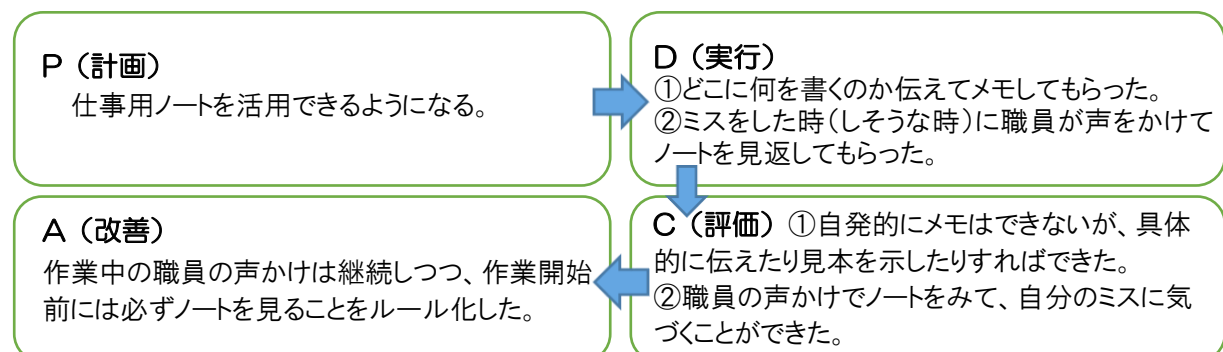 P(計画)
仕事用ノートを活用できるようになる。
D(実行)
①どこに何を書くのか伝えてメモしてもらった。
②ミスをした時(しそうな時)に職員が声をかけて
ノートを見返してもらった。
C(評価)①自発的にメモはできないが、具体
的に伝えたり見本を示したりすればできた。
②職員の声かけでノートをみて、自分のミスに気
づくことができた。
A(改善)
作業中の職員の声かけは継続しつつ、作業開始
前には必ずノートを見ることをルール化した。